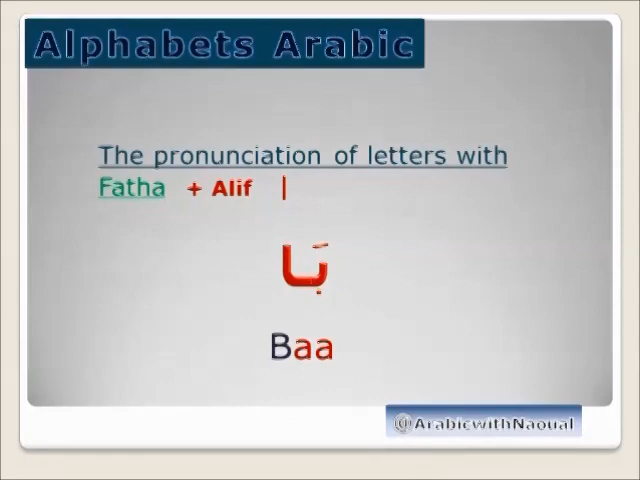 Alphabets Arabic
The pronunciation of letters with
Fatha + Alif ا
بَا
Baa
@ArabicwithNaoual